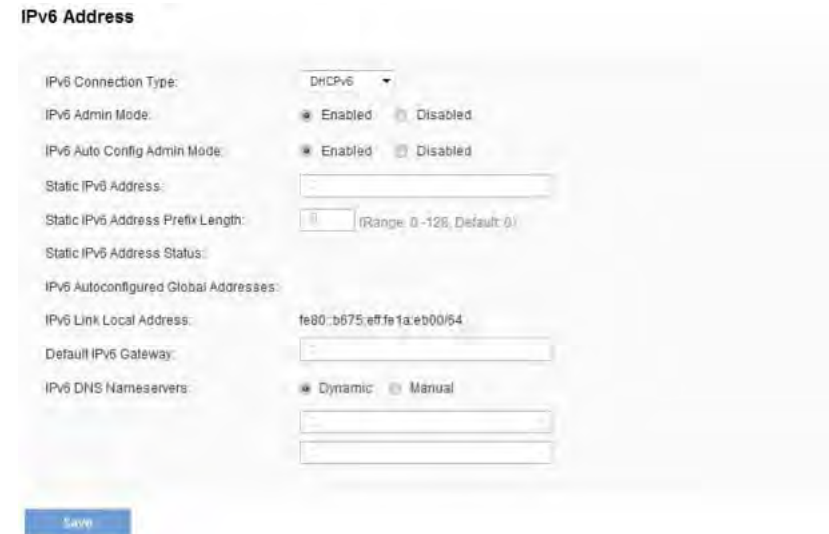 IPv6 Address
IPv6 Connection Type: DHCPv6
IPv6 Admin Mode: Enabled Disabled
IPv6 Auto Config Admin Mode: Enabled Disabled
Static IPv6 Address:
Static IPv6 Address Prefix Length: 0 (Range: 0 -128, Default: 0)
Static IPv6 Address Status:
IPv6 Autoconfigured Global Addresses:
IPv6 Link Local Address: fe80::b675:eff:fe1a:eb00/64
Default IPv6 Gateway:
IPv6 DNS Nameservers: Dynamic Manual
Save